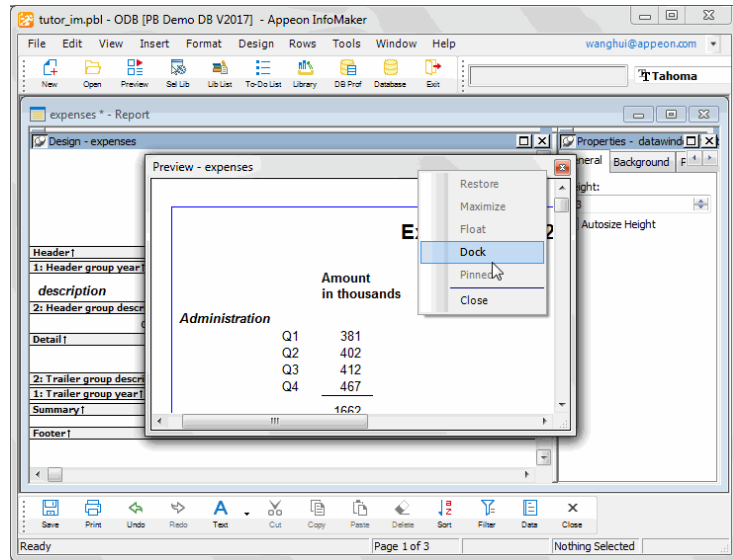 tutor_im.pbl - ODB [PB Demo DB V2017] - Appeon InfoMaker
File Edit View Insert Format Design Rows Tools Window Help wanghui@appeon.com
New Open Preview Sel Lib Lib List To-Do List Library DB Prof Database Exit
Tahoma
expenses * - Report
Design - expenses
Properties - datawind
Preview - expenses
eneral Background
Restore
Maximize
Float
Dock
Pinned
Close
ight:
3
Autosize Height
Header↑
1: Header group year↑
description
2: Header group descr
Detail↑
2: Trailer group descri
1: Trailer group year↑
Summary↑
Footer↑
Amount
in thousands
Administration
Q1 381
Q2 402
Q3 412
Q4 467
1662
Save Print Undo Redo Text Cut Copy Paste Delete Sort Filter Data Close
Ready Page 1 of 3 Nothing Selected